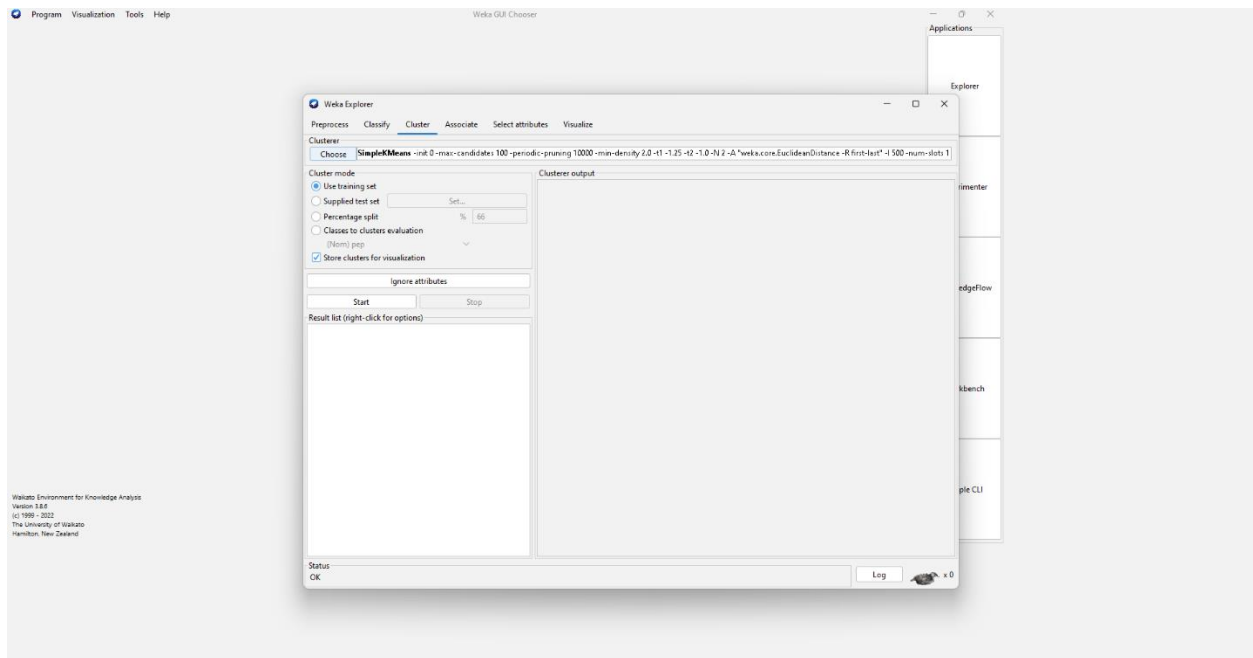 Program Visualization Tools Help
Weka GUI Chooser
Applications
Explorer
Weka Explorer
Preprocess Classify Cluster Associate Select attributes Visualize
Clusterer
Choose SimpleKMeans -init 0 -max-candidates 100 -periodic-pruning 10000 -min-density 2.0 -t1 -1.25 -t2 -1.0 -N 2 -A "weka.core.EuclideanDistance -R first-last" -I 500 -num-slots 1
Cluster mode
Use training set
Supplied test set Set...
Percentage split % 66
Classes to clusters evaluation
(Nom) pep
Store clusters for visualization
Ignore attributes
Start Stop
Result list (right-click for options)
Clusterer output
rimenter
edgeFlow
kbench
ple CLI
Status
OK
Log x 0
Waikato Environment for Knowledge Analysis
Version 3.8.6
(c) 1999 - 2022
The University of Waikato
Hamilton, New Zealand